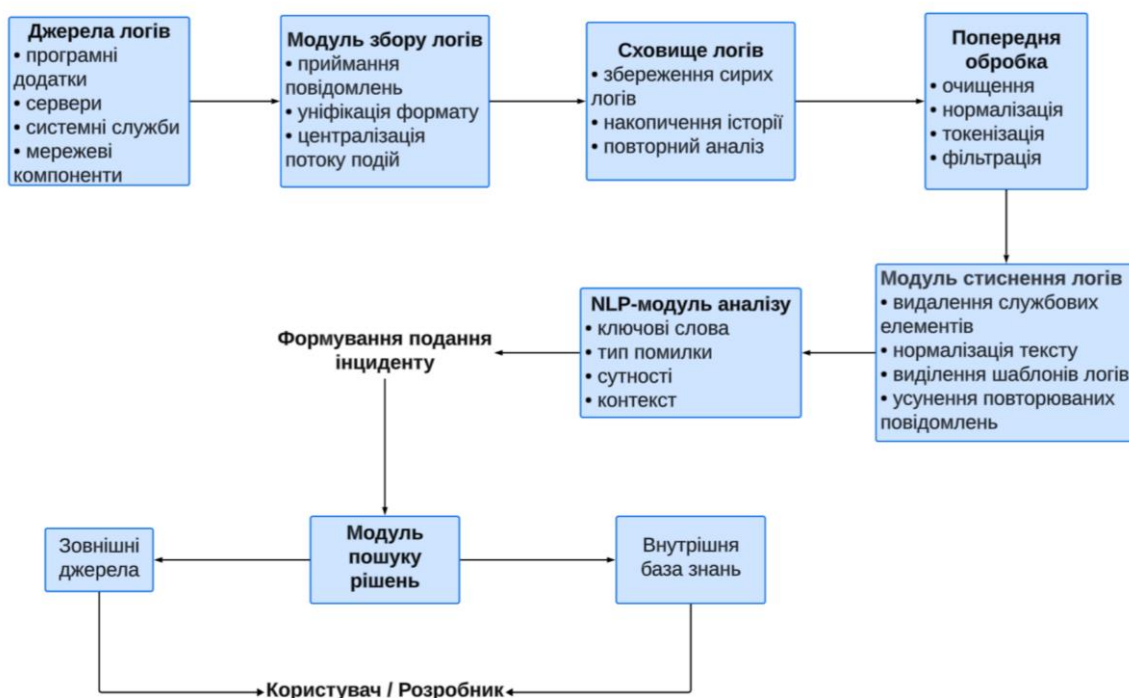 Джерела логів
• програмні
додатки
• сервери
• системні служби
• мережеві
компоненти
Модуль збору логів
• приймання
повідомлень
• уніфікація формату
• централізація
потоку подій
Сховище логів
• збереження сирих
логів
• накопичення історії
• повторний аналіз
Попередня
обробка
• очищення
• нормалізація
• токенізація
• фільтрація
Модуль стиснення логів
• видалення службових
елементів
• нормалізація тексту
• виділення шаблонів логів
• усунення повторюваних
повідомлень
NLP-модуль аналізу
• ключові слова
• тип помилки
• сутності
• контекст
Формування подання
інциденту
Модуль
пошуку
рішень
Зовнішні
джерела
Внутрішня
база знань
Користувач / Розробник